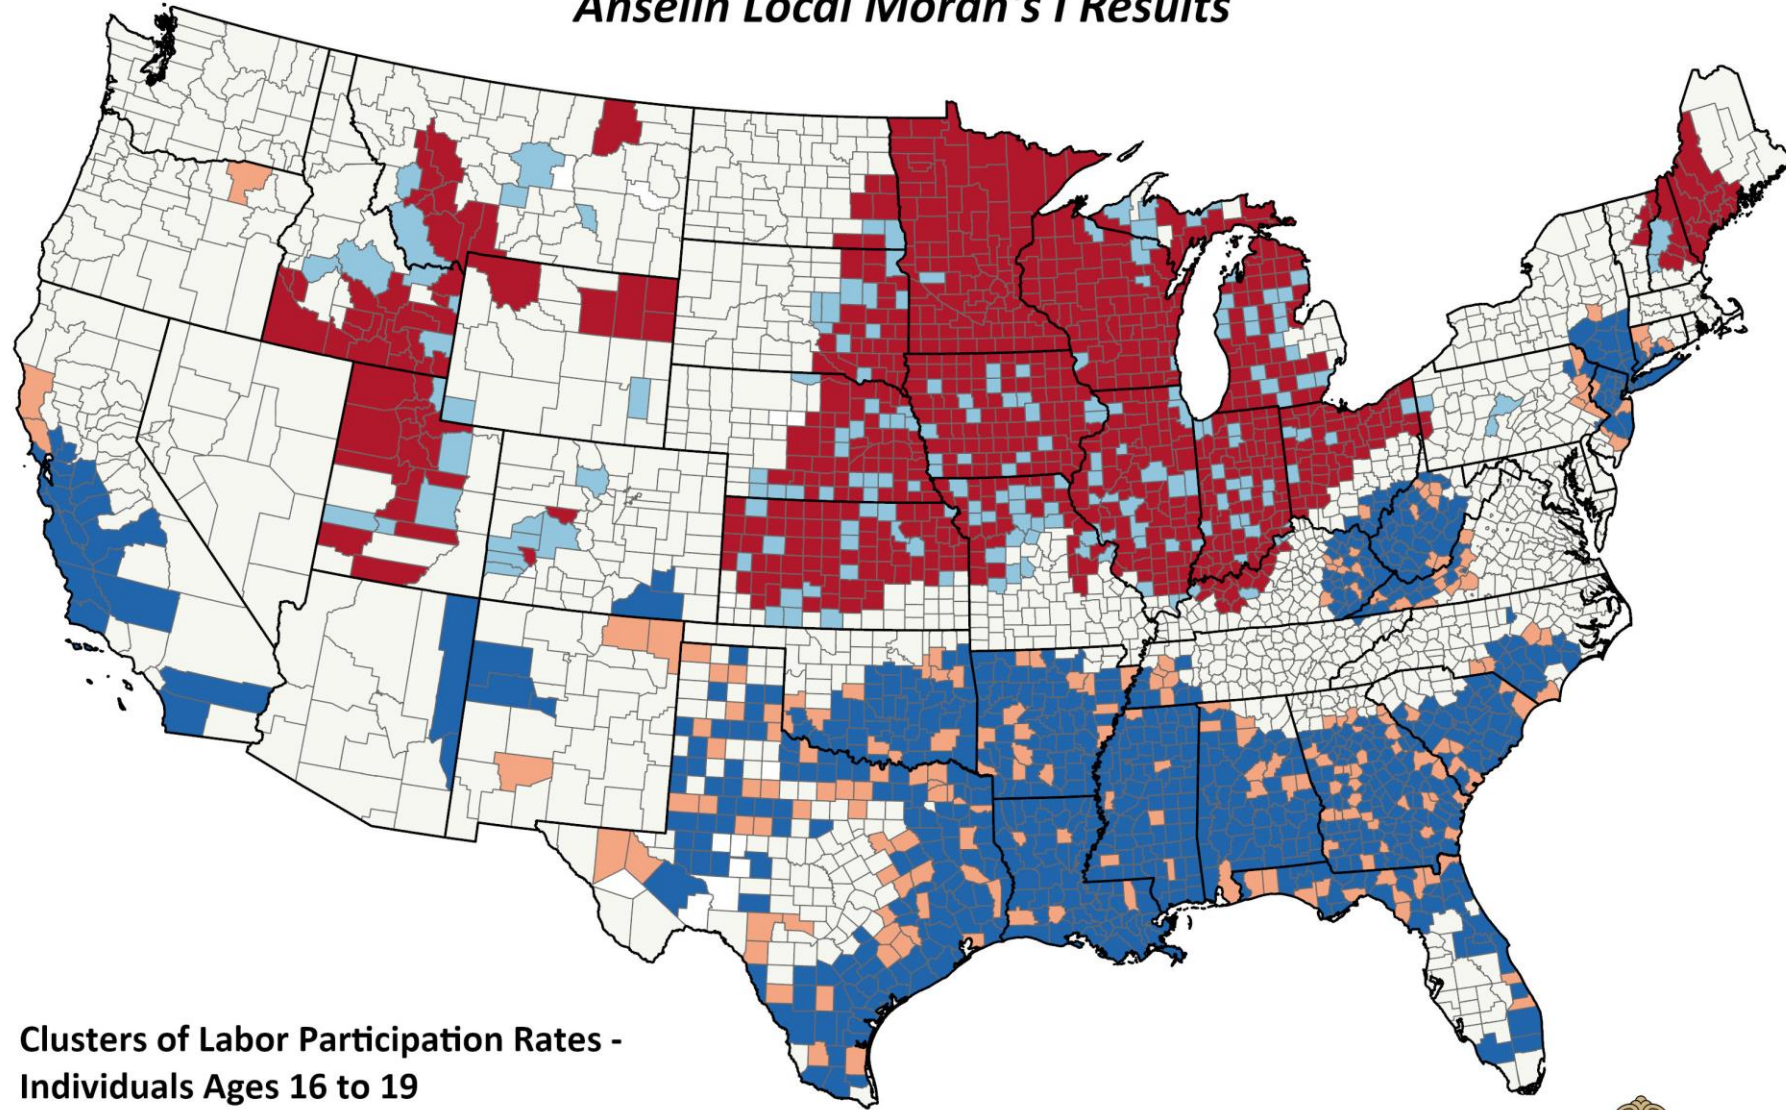 Anselin Local Moran's I Results
Clusters of Labor Participation Rates -
Individuals Ages 16 to 19